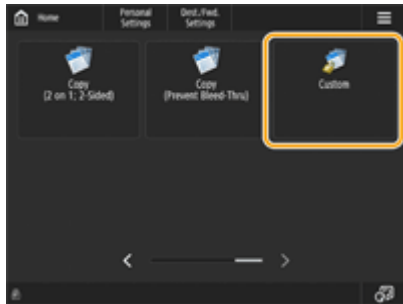 Home
Personal
Settings
Dest./Fwd.
Settings
Copy
(2 on 1; 2-Sided)
Copy
(Prevent Bleed-Thru)
Custom